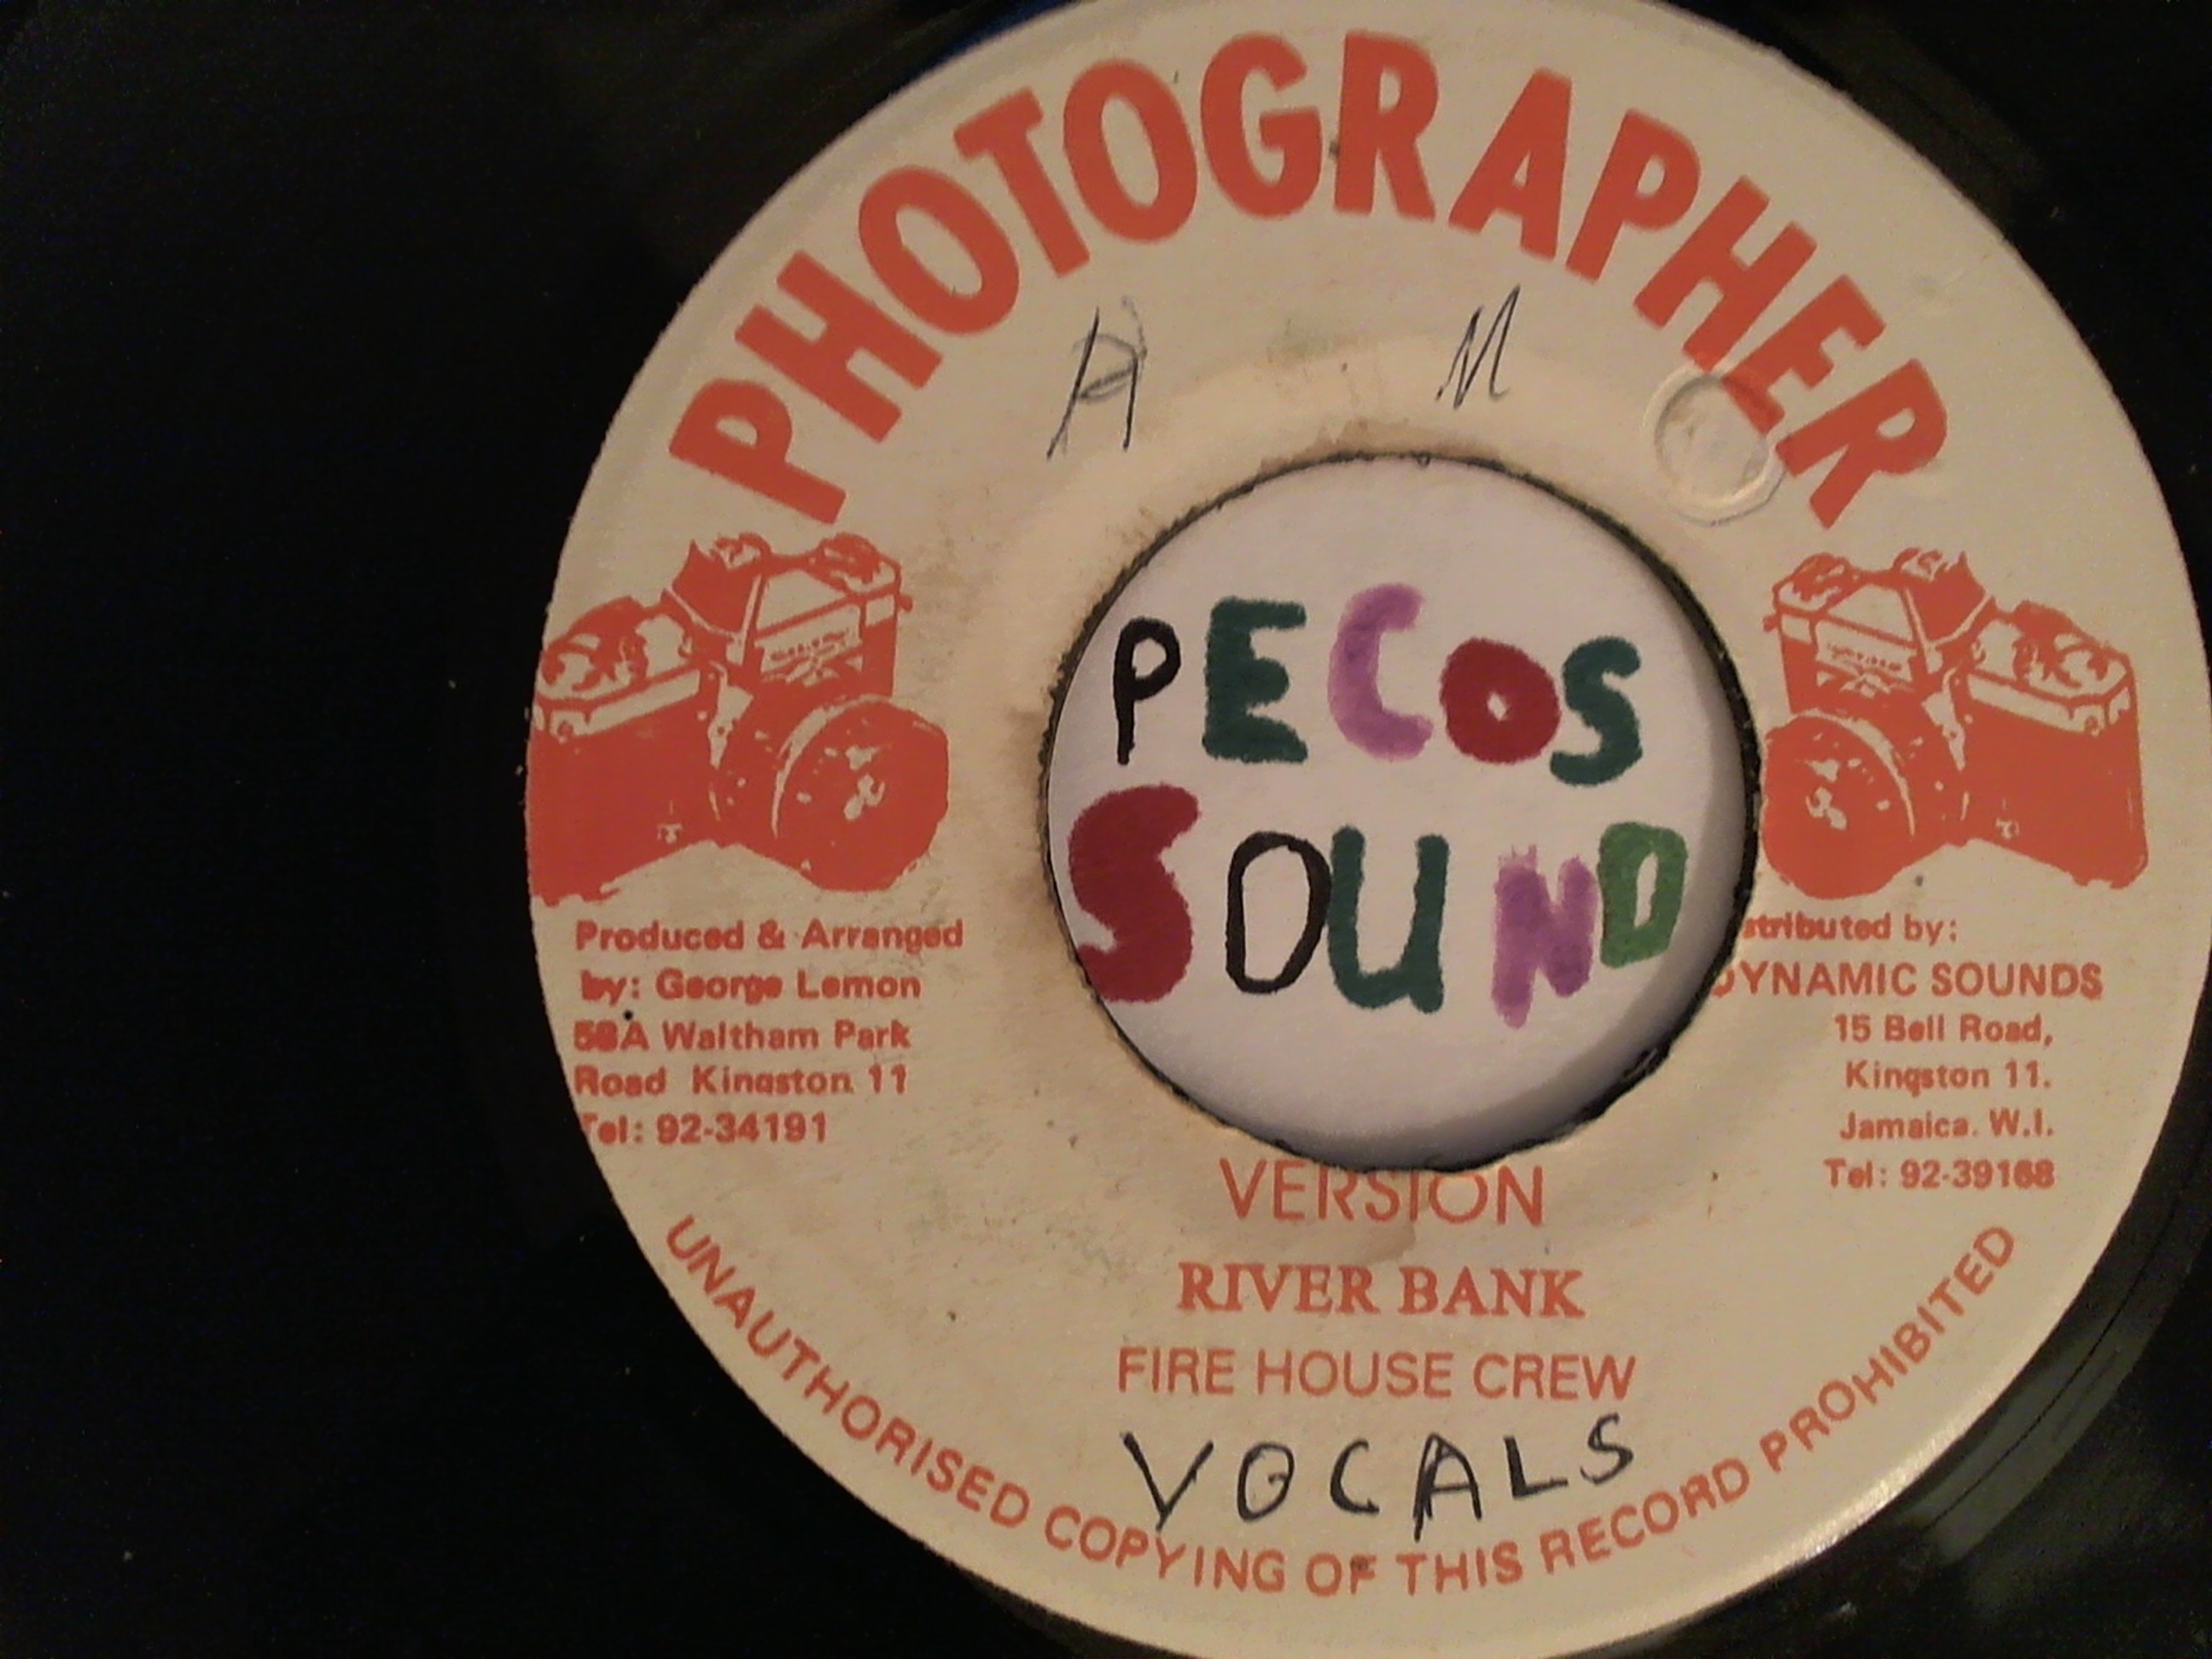 PHOTOGRAPHER
A M
PECOS
SOUND
Produced & Arranged
by: George Lemon
58A Waltham Park
Road Kingston 11
Tel: 92-34191
stributed by:
DYNAMIC SOUNDS
15 Bell Road,
Kingston 11.
Jamaica. W.I.
Tel: 92-39168
VERSION
RIVER BANK
FIRE HOUSE CREW
VOCALS
UNAUTHORISED COPYING OF THIS RECORD PROHIBITED